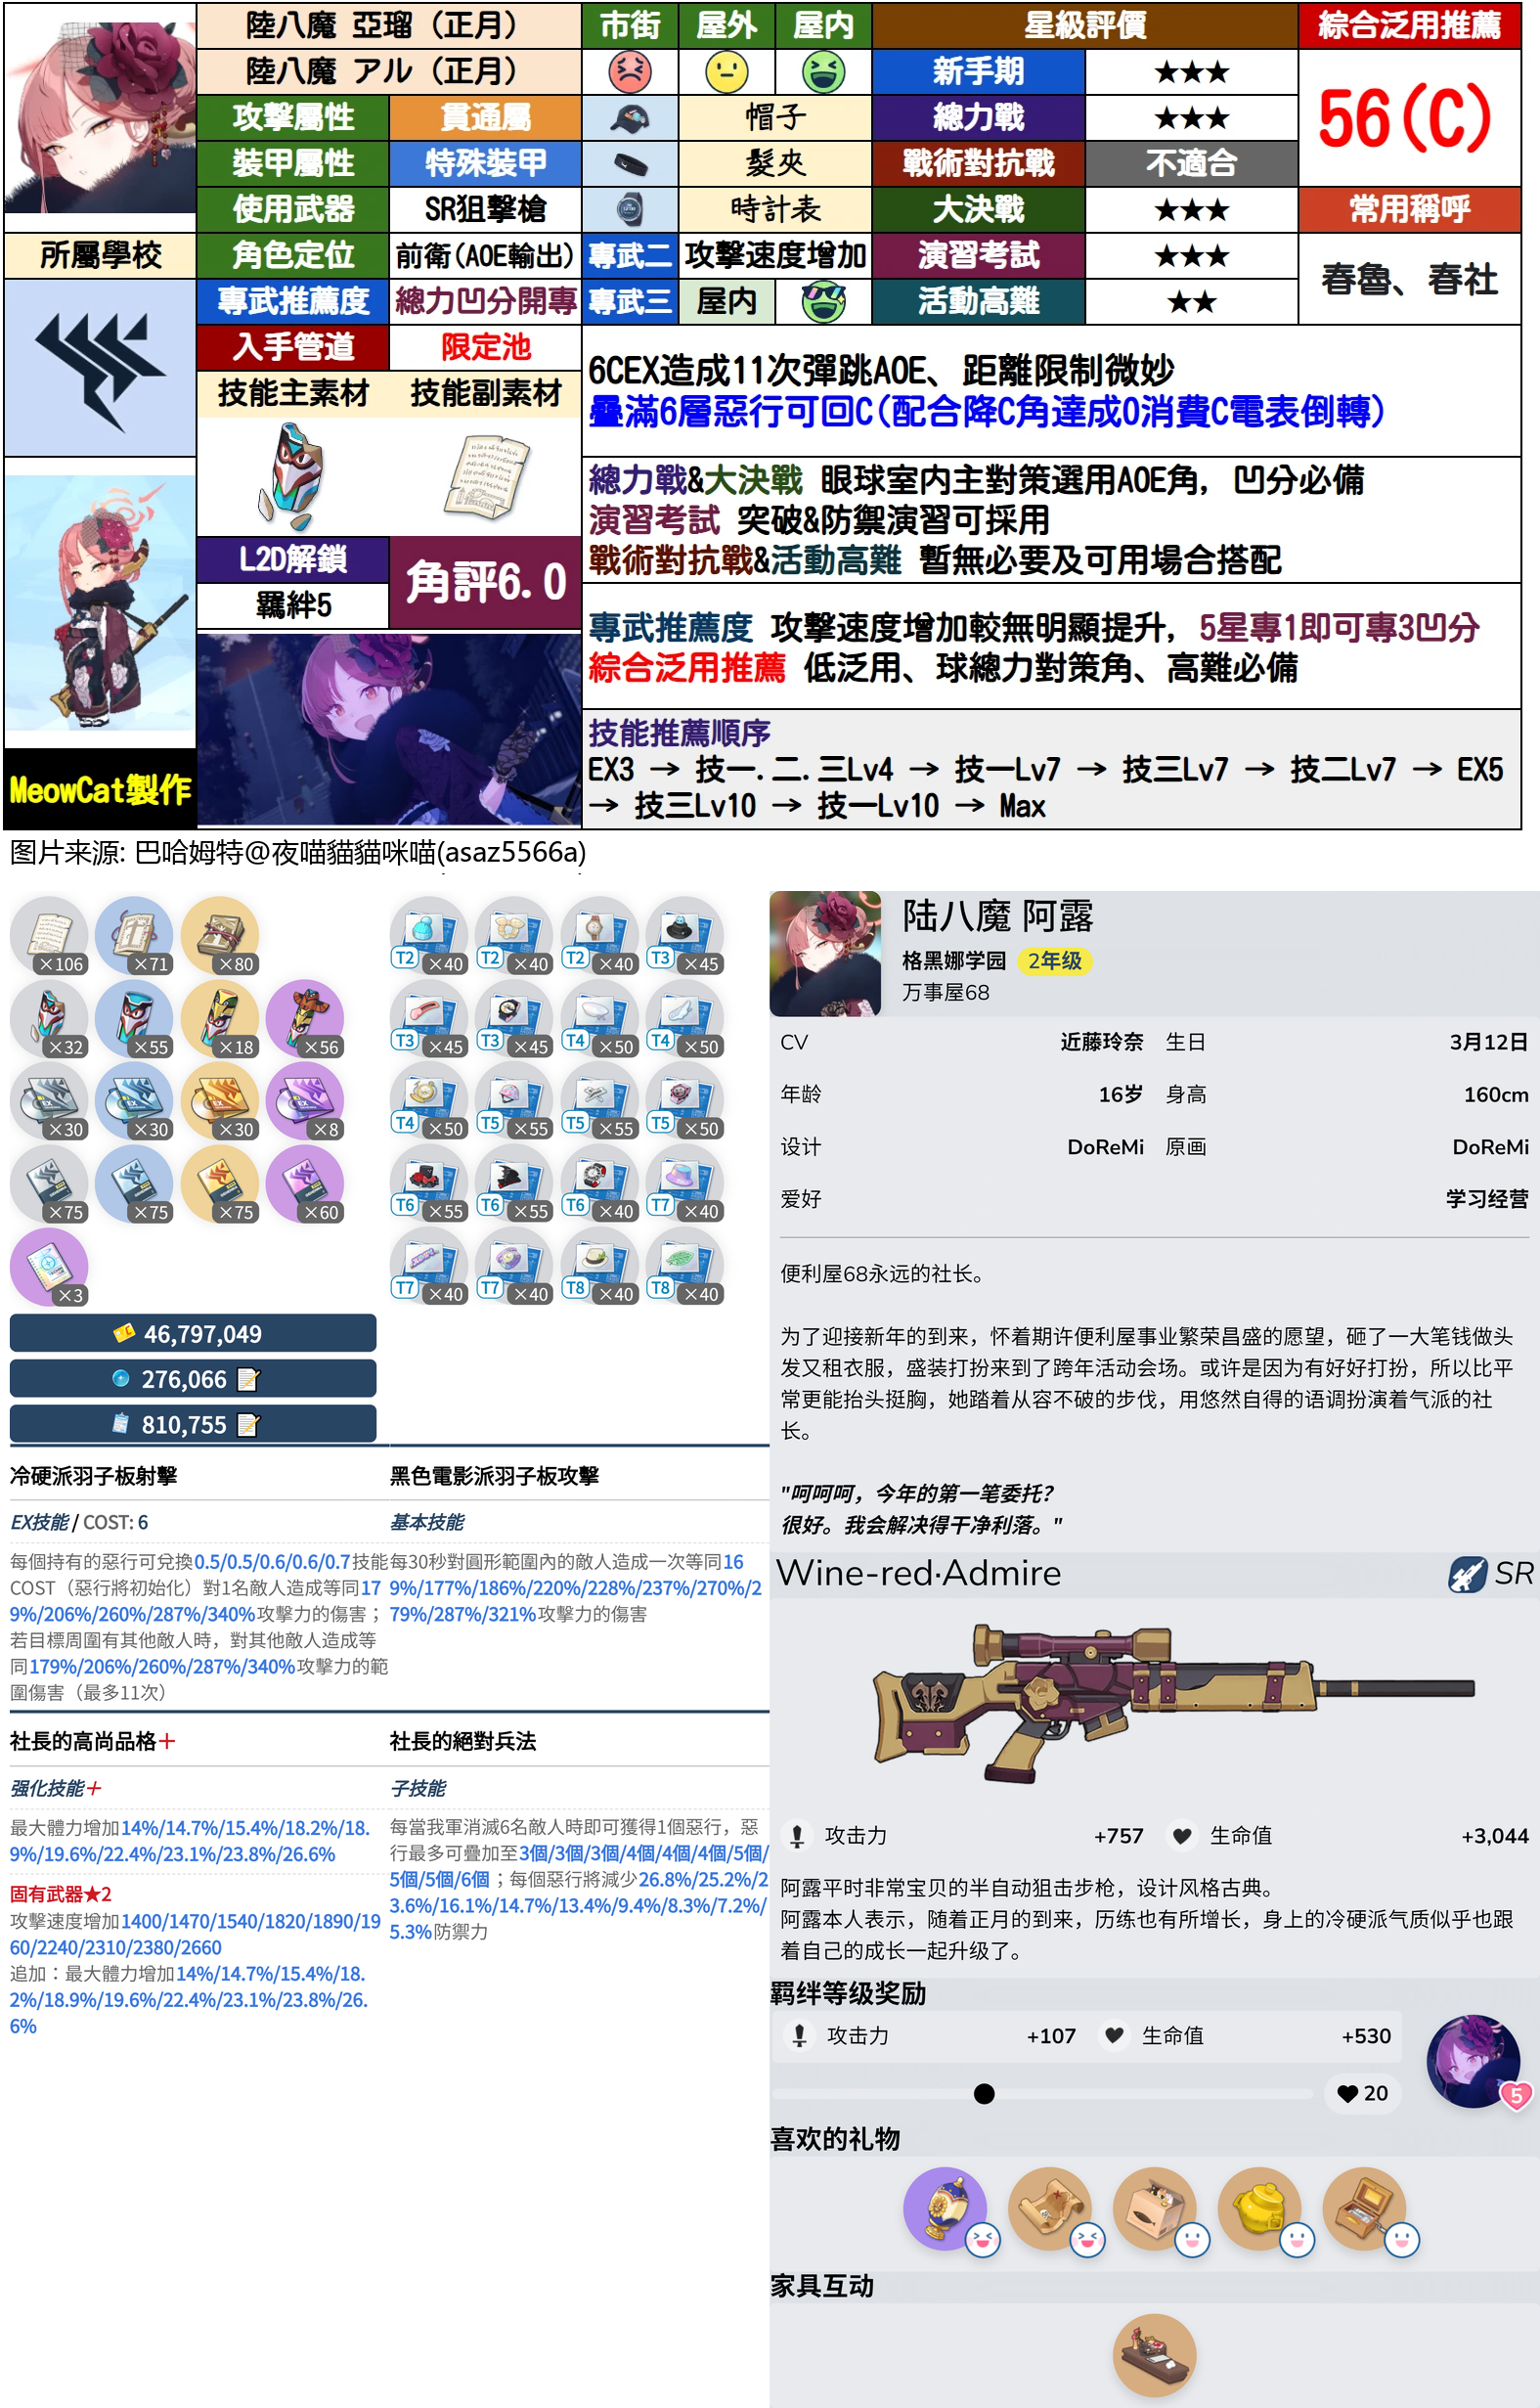 陸八魔 亞瑠（正月）
市街 屋外 屋内 星級評價 綜合泛用推薦
陸八魔 アル（正月）
新手期 ★★★
56(C)
攻擊屬性 貫通屬 帽子 總力戰 ★★★
裝甲屬性 特殊裝甲 髮夾 戰術對抗戰 不適合
使用武器 SR狙擊槍 時計表 大決戰 ★★★ 常用稱呼
所屬學校 角色定位 前衛(AOE輸出) 專武二 攻擊速度增加 演習考試 ★★★
春魯、春社
專武推薦度 總力凹分開專 專武三 屋内 活動高難 ★★
入手管道 限定池
技能主素材 技能副素材
6CEX造成11次彈跳AOE、距離限制微妙
疊滿6層惡行可回C(配合降C角達成0消費C電表倒轉)
總力戰&大決戰 眼球室內主對策選用AOE角, 凹分必備
演習考試 突破&防禦演習可採用
戰術對抗戰&活動高難 暫無必要及可用場合搭配
L2D解鎖
羈絆5
角評6.0
專武推薦度 攻擊速度增加較無明顯提升, 5星專1即可專3凹分
綜合泛用推薦 低泛用、球總力對策角、高難必備
技能推薦順序
EX3 → 技一.二.三Lv4 → 技一Lv7 → 技三Lv7 → 技二Lv7 → EX5
→ 技三Lv10 → 技一Lv10 → Max
MeowCat製作
图片来源: 巴哈姆特@夜喵貓貓咪喵(asaz5566a)
×106 ×71 ×80
×32 ×55 ×18 ×56
×30 ×30 ×30 ×8
×75 ×75 ×75 ×60
×3
46,797,049
276,066
810,755
T2 ×40 T2 ×40 T2 ×40 T3 ×45
T3 ×45 T3 ×45 T4 ×50 T4 ×50
T4 ×50 T5 ×55 T5 ×55 T5 ×50
T6 ×55 T6 ×55 T6 ×40 T7 ×40
T7 ×40 T7 ×40 T8 ×40 T8 ×40
冷硬派羽子板射擊
EX技能 / COST: 6
每個持有的惡行可兌換0.5/0.5/0.6/0.6/0.7技能
COST（惡行將初始化）對1名敵人造成等同17
9%/206%/260%/287%/340%攻擊力的傷害；
若目標周圍有其他敵人時，對其他敵人造成等
同179%/206%/260%/287%/340%攻擊力的範
圍傷害（最多11次）
黑色電影派羽子板攻擊
基本技能
每30秒對圓形範圍內的敵人造成一次等同16
9%/177%/186%/220%/228%/237%/270%/2
79%/287%/321%攻擊力的傷害
社長的高尚品格+
强化技能+
最大體力增加14%/14.7%/15.4%/18.2%/18.
9%/19.6%/22.4%/23.1%/23.8%/26.6%
固有武器★2
攻擊速度增加1400/1470/1540/1820/1890/19
60/2240/2310/2380/2660
追加：最大體力增加14%/14.7%/15.4%/18.
2%/18.9%/19.6%/22.4%/23.1%/23.8%/26.
6%
社長的絕對兵法
子技能
每當我軍消滅6名敵人時即可獲得1個惡行，惡
行最多可疊加至3個/3個/3個/4個/4個/4個/5個/
5個/5個/6個；每個惡行將減少26.8%/25.2%/2
3.6%/16.1%/14.7%/13.4%/9.4%/8.3%/7.2%/
5.3%防禦力
陆八魔 阿露
格黑娜学园 2年级
万事屋68
CV 近藤玲奈 生日 3月12日
年龄 16岁 身高 160cm
设计 DoReMi 原画 DoReMi
爱好 学习经营
便利屋68永远的社长。
为了迎接新年的到来，怀着期许便利屋事业繁荣昌盛的愿望，砸了一大笔钱做头
发又租衣服，盛装打扮来到了跨年活动会场。或许是因为有好好打扮，所以比平
常更能抬头挺胸，她踏着从容不破的步伐，用悠然自得的语调扮演着气派的社
长。
"呵呵呵，今年的第一笔委托？
很好。我会解决得干净利落。"
Wine-red·Admire SR
攻击力 +757 生命值 +3,044
阿露平时非常宝贝的半自动狙击步枪，设计风格古典。
阿露本人表示，随着正月的到来，历练也有所增长，身上的冷硬派气质似乎也跟
着自己的成长一起升级了。
羁绊等级奖励
攻击力 +107 生命值 +530
20
5
喜欢的礼物
家具互动